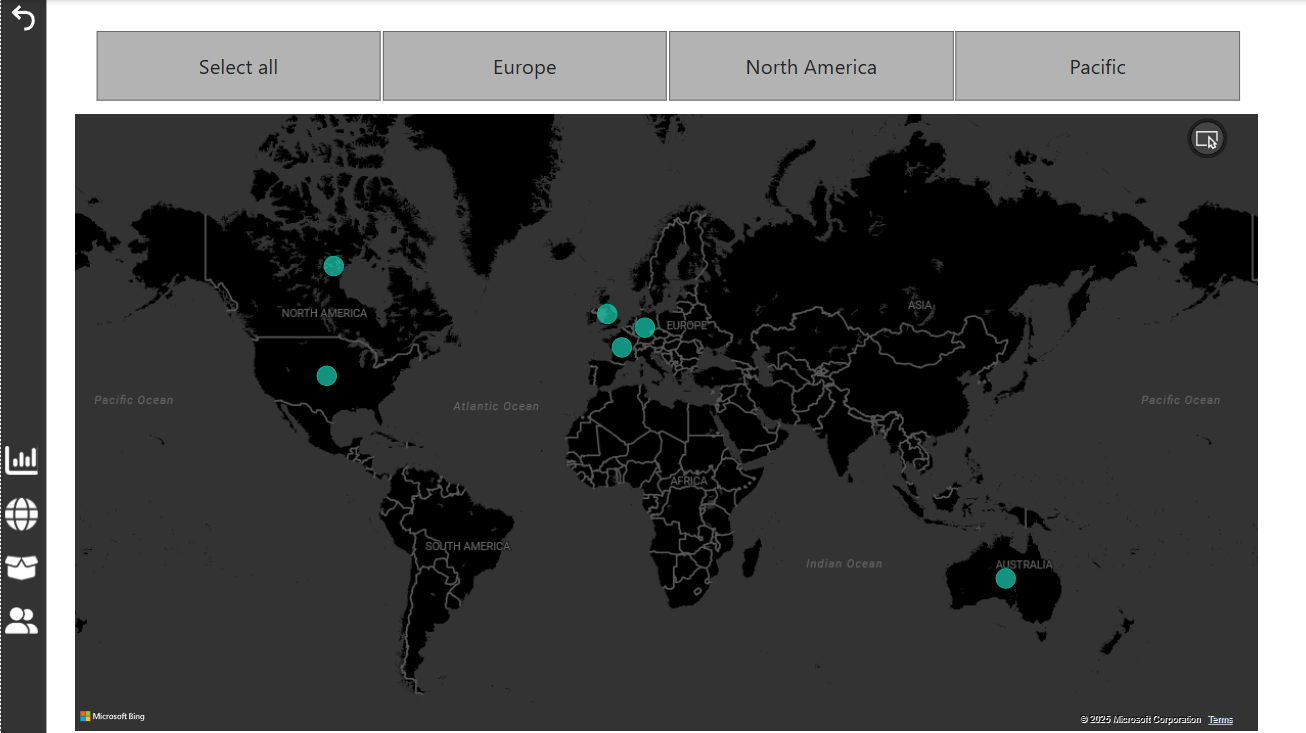 Select all
Europe
North America
Pacific
NORTH AMERICA
EUROPE
ASIA
Pacific Ocean
Atlantic Ocean
Pacific Ocean
AFRICA
SOUTH AMERICA
Indian Ocean
AUSTRALIA
Microsoft Bing
© 2025 Microsoft Corporation Terms